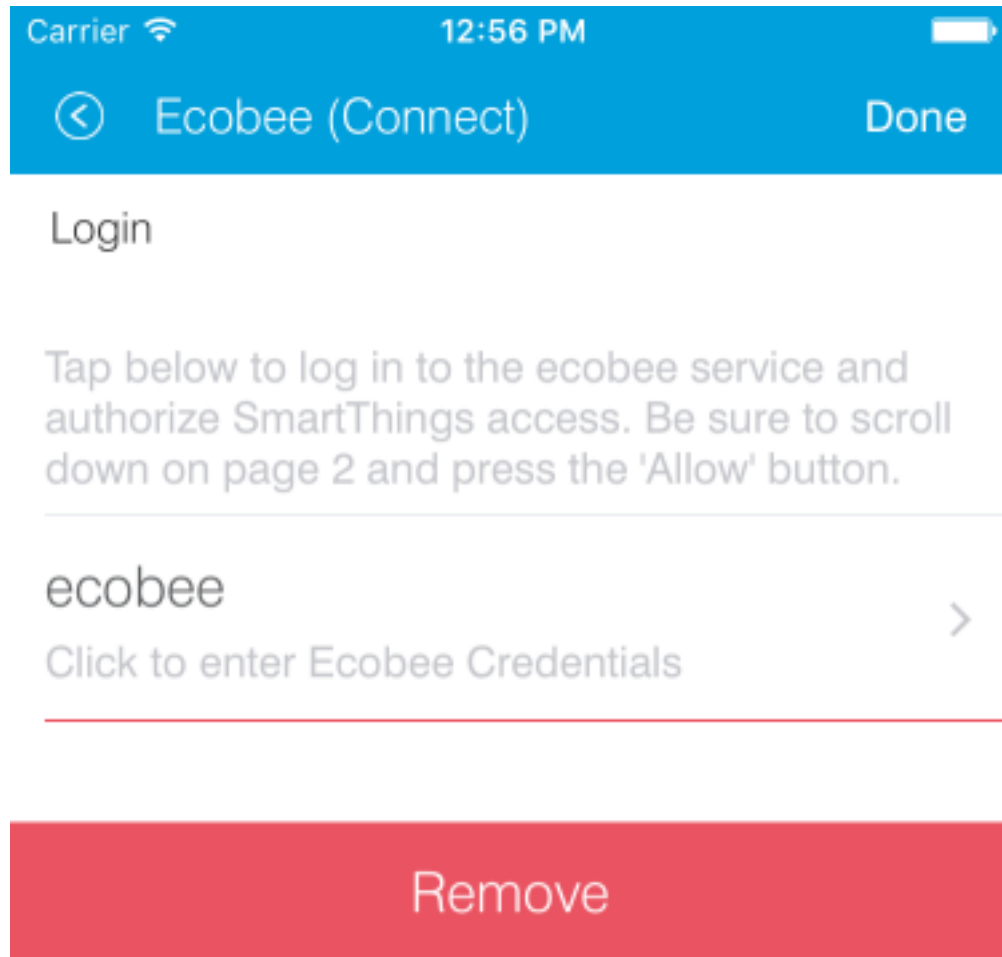 Carrier 12:56 PM
Ecobee (Connect) Done
Login
Tap below to log in to the ecobee service and
authorize SmartThings access. Be sure to scroll
down on page 2 and press the 'Allow' button.
ecobee
Click to enter Ecobee Credentials
Remove